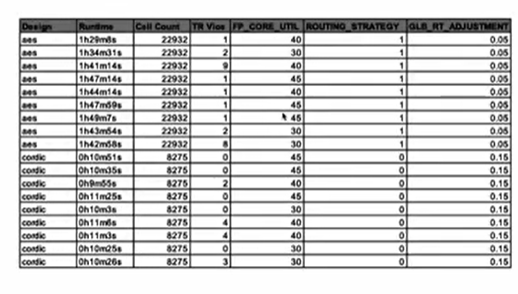 Design Runtime Cell Count TR Vios FP_CORE_UTIL ROUTING_STRATEGY GLB_RT_ADJUSTMENT
aes 1h29m8s 22932 1 40 1 0.05
aes 1h34m31s 22932 2 30 1 0.05
aes 1h41m14s 22932 9 40 1 0.05
aes 1h47m14s 22932 1 45 1 0.05
aes 1h44m14s 22932 1 40 1 0.05
aes 1h47m59s 22932 1 45 1 0.05
aes 1h49m7s 22932 1 45 1 0.05
aes 1h43m54s 22932 2 30 1 0.05
aes 1h42m58s 22932 8 30 1 0.05
cordic 0h10m51s 8275 0 45 0 0.15
cordic 0h10m35s 8275 0 45 0 0.15
cordic 0h9m55s 8275 2 40 0 0.15
cordic 0h11m25s 8275 0 45 0 0.15
cordic 0h10m3s 8275 0 30 0 0.15
cordic 0h11m6s 8275 4 40 0 0.15
cordic 0h11m3s 8275 4 40 0 0.15
cordic 0h10m25s 8275 0 30 0 0.15
cordic 0h10m26s 8275 3 30 0 0.15